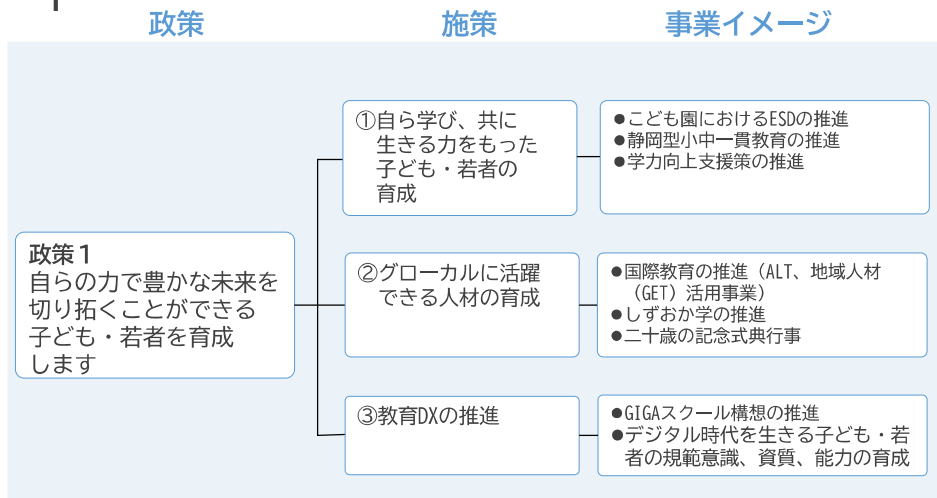 政策
施策
事業イメージ
政策1
自らの力で豊かな未来を
切り拓くことができる
子ども・若者を育成
します
①自ら学び、共に
生きる力をもった
子ども・若者の
育成
●こども園におけるESDの推進
●静岡型小中一貫教育の推進
●学力向上支援策の推進
②グローカルに活躍
できる人材の育成
●国際教育の推進（ALT、地域人材
（GET）活用事業）
●しずおか学の推進
●二十歳の記念式典行事
③教育DXの推進
●GIGAスクール構想の推進
●デジタル時代を生きる子ども・若
者の規範意識、資質、能力の育成